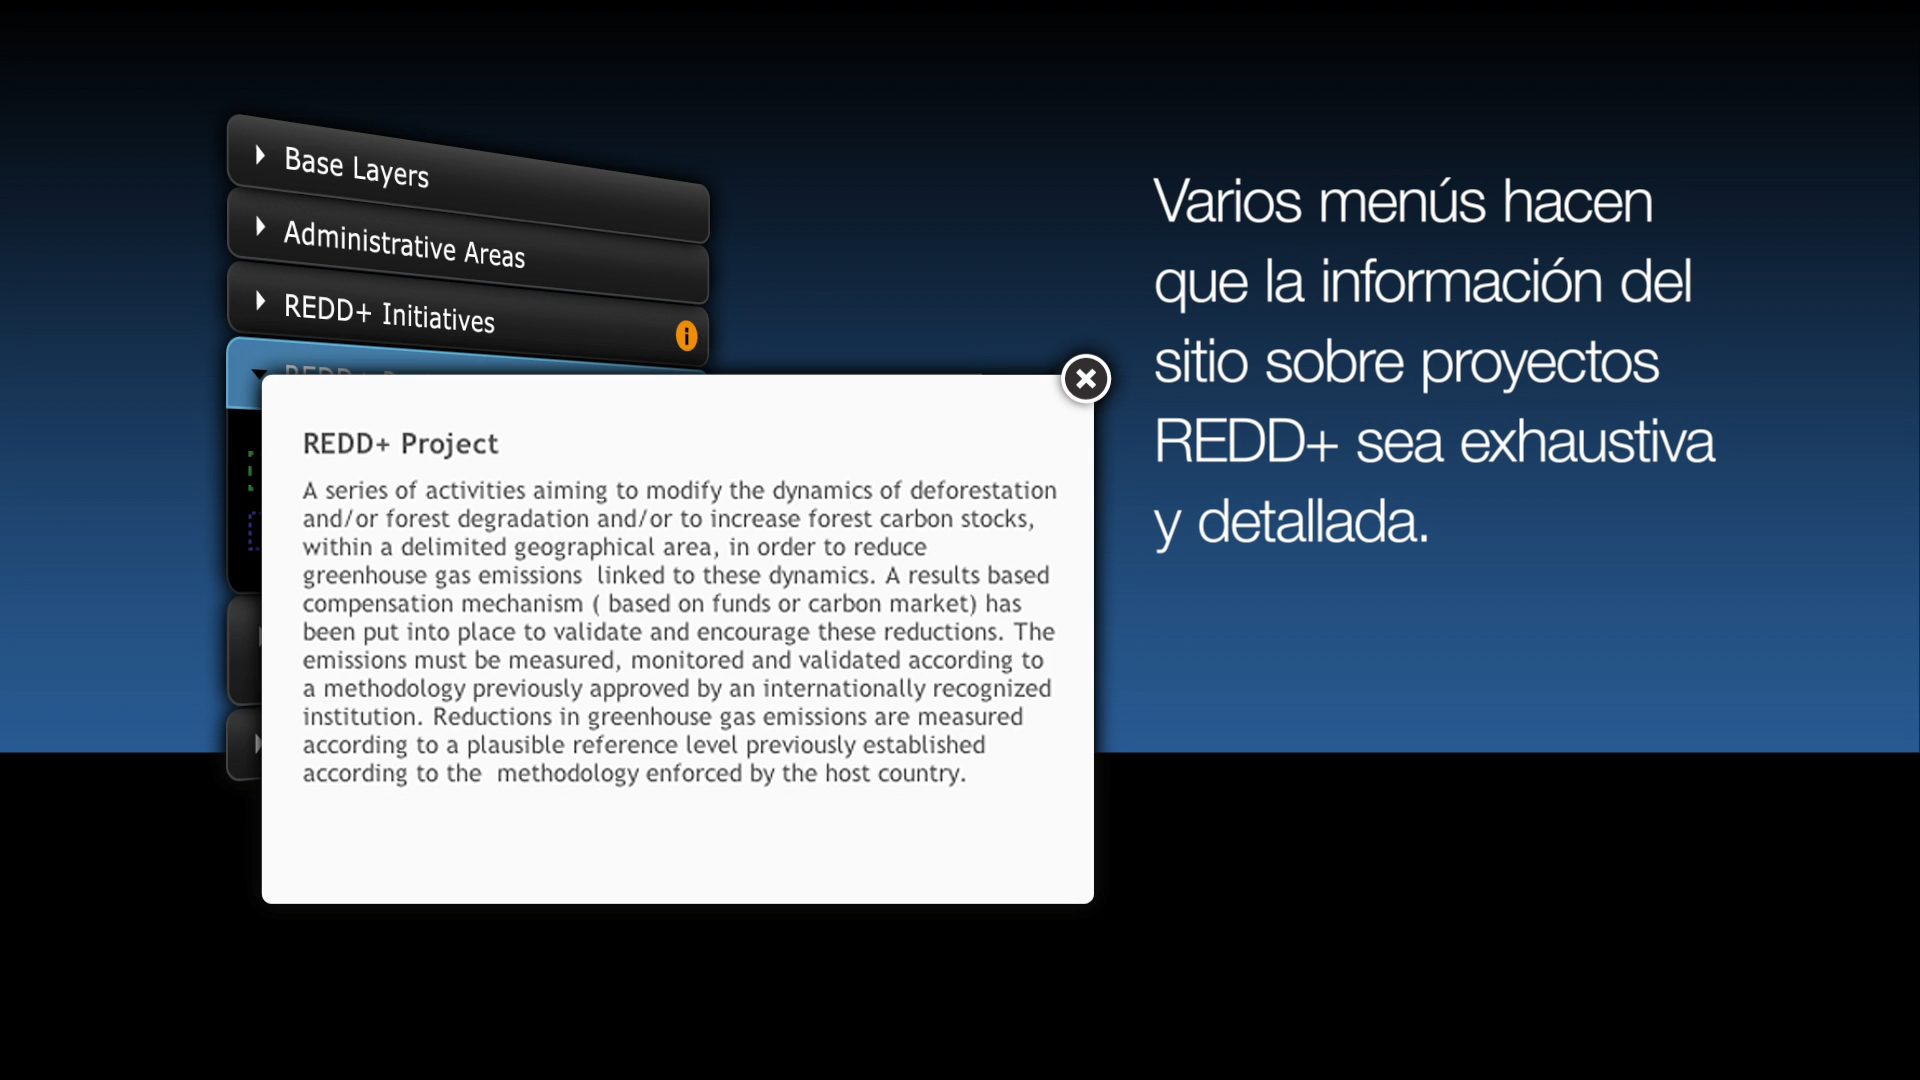 Base Layers
Administrative Areas
REDD+ Initiatives
REDD+
REDD+ Project
A series of activities aiming to modify the dynamics of deforestation
and/or forest degradation and/or to increase forest carbon stocks,
within a delimited geographical area, in order to reduce
greenhouse gas emissions  linked to these dynamics. A results based
compensation mechanism ( based on funds or carbon market) has
been put into place to validate and encourage these reductions. The
emissions must be measured, monitored and validated according to
a methodology previously approved by an internationally recognized
institution. Reductions in greenhouse gas emissions are measured
according to a plausible reference level previously established
according to the  methodology enforced by the host country.
Varios menús hacen
que la información del
sitio sobre proyectos
REDD+ sea exhaustiva
y detallada.